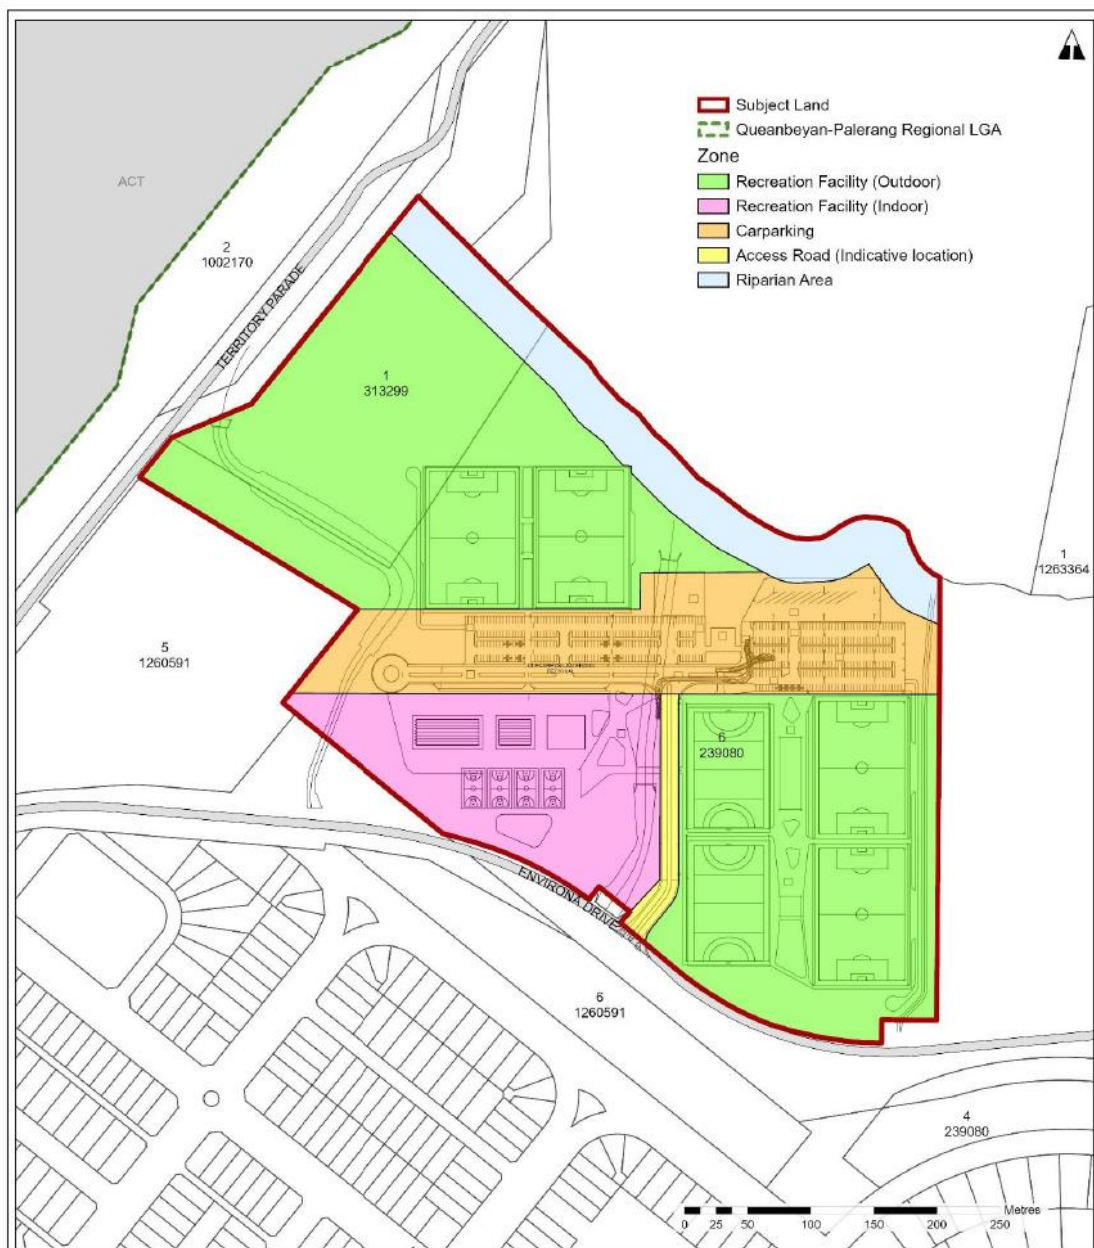 Subject Land
Queanbeyan-Palerang Regional LGA
Zone
Recreation Facility (Outdoor)
Recreation Facility (Indoor)
Carparking
Access Road (Indicative location)
Riparian Area
ACT
2
1002170
TERRITORY PARADE
1
313299
1
1263364
5
1260591
6
239080
ENVIRONA DRIVE
6
1260591
4
239080
Metres
0 25 50 100 150 200 250